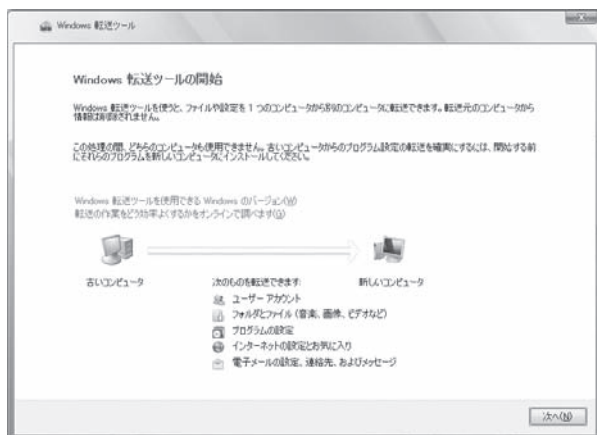 Windows 転送ツール
Windows 転送ツールの開始
Windows 転送ツールを使うと、ファイルや設定を 1 つのコンピュータから別のコンピュータに転送できます。転送元のコンピュータから
情報は削除されません。
この処理の間、どちらのコンピュータも使用できません。古いコンピュータからのプログラム設定の転送を確実にするには、開始する前
にそれらのプログラムを新しいコンピュータにインストールしてください。
Windows 転送ツールを使用できる Windows のバージョン(W)
転送の作業をどう効率よくするかをオンラインで調べます(O)
古いコンピュータ
次のものを転送できます:
新しいコンピュータ
ユーザー アカウント
フォルダとファイル (音楽、画像、ビデオなど)
プログラムの設定
インターネットの設定とお気に入り
電子メールの設定、連絡先、およびメッセージ
次へ(N)